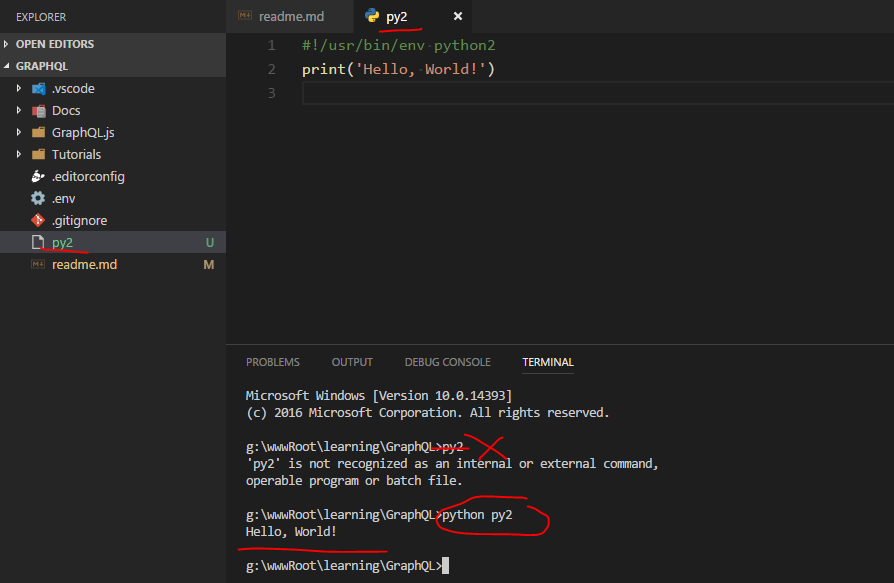 EXPLORER
OPEN EDITORS
GRAPHQL
.vscode
Docs
GraphQL.js
Tutorials
.editorconfig
.env
.gitignore
py2 U
readme.md M
readme.md py2
1 #!/usr/bin/env python2
2 print('Hello, World!')
3
PROBLEMS OUTPUT DEBUG CONSOLE TERMINAL
Microsoft Windows [Version 10.0.14393]
(c) 2016 Microsoft Corporation. All rights reserved.
g:\wwwRoot\learning\GraphQL>py2
'py2' is not recognized as an internal or external command,
operable program or batch file.
g:\wwwRoot\learning\GraphQL>python py2
Hello, World!
g:\wwwRoot\learning\GraphQL>